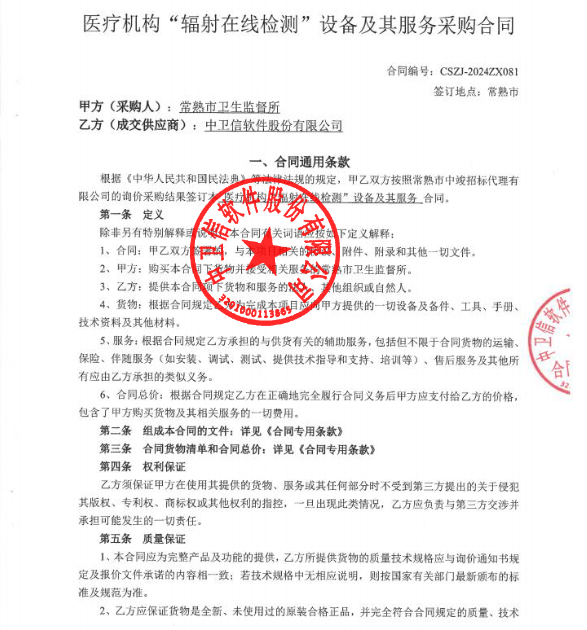 医疗机构“辐射在线检测”设备及其服务采购合同
合同编号：CSZJ-2024ZX081
签订地点：常熟市
甲方（采购人）：常熟市卫生监督所
乙方（成交供应商）：中卫信软件股份有限公司
一、合同通用条款
根据《中华人民共和国民法典》等法律法规的规定，甲乙双方按照常熟市中竣招标代理有
限公司的询价采购结果签订本“医疗机构“辐射在线检测”设备及其服务 合同。
第一条 定义
除非另有特别解释或说明，本合同有关词语应按如下定义解释：
1、合同：甲乙双方 与本项目相关的 附件、附录和其他一切文件。
2、甲方：购买本合同下货物并接受相关服务的常熟市卫生监督所。
3、乙方：提供本合同项下货物和服务的 其他组织或自然人。
4、货物：根据合同规定 为完成本项目应向甲方提供的一切设备及备件、工具、手册、
技术资料及其他材料。
5、服务：根据合同规定乙方承担的与供货有关的辅助服务，包括但不限于合同货物的运输、
保险、伴随服务（如安装、调试、测试、提供技术指导和支持、培训等）、售后服务及其他所
有应由乙方承担的类似义务。
6、合同总价：根据合同规定乙方在正确地完全履行合同义务后甲方应支付给乙方的价格，
包含了甲方购买货物及其相关服务的一切费用。
第二条 组成本合同的文件：详见《合同专用条款》
第三条 合同货物清单和合同总价：详见《合同专用条款》
第四条 权利保证
乙方须保证甲方在使用其提供的货物、服务或其任何部分时不受到第三方提出的关于侵犯
其版权、专利权、商标权或其他权利的指控，一旦出现此类情况，乙方应负责与第三方交涉并
承担可能发生的一切责任。
第五条 质量保证
1、本合同应为完整产品及功能的提供，乙方所提供货物的质量技术规格应与询价通知书规
定及报价文件承诺的内容相一致；若技术规格中无相应说明，则按国家有关部门最新颁布的标
准及规范为准。
2、乙方应保证货物是全新、未使用过的原装合格正品，并完全符合合同规定的质量、技术
中卫信软件股份有限公司
3201000113865
中卫信软件
合同